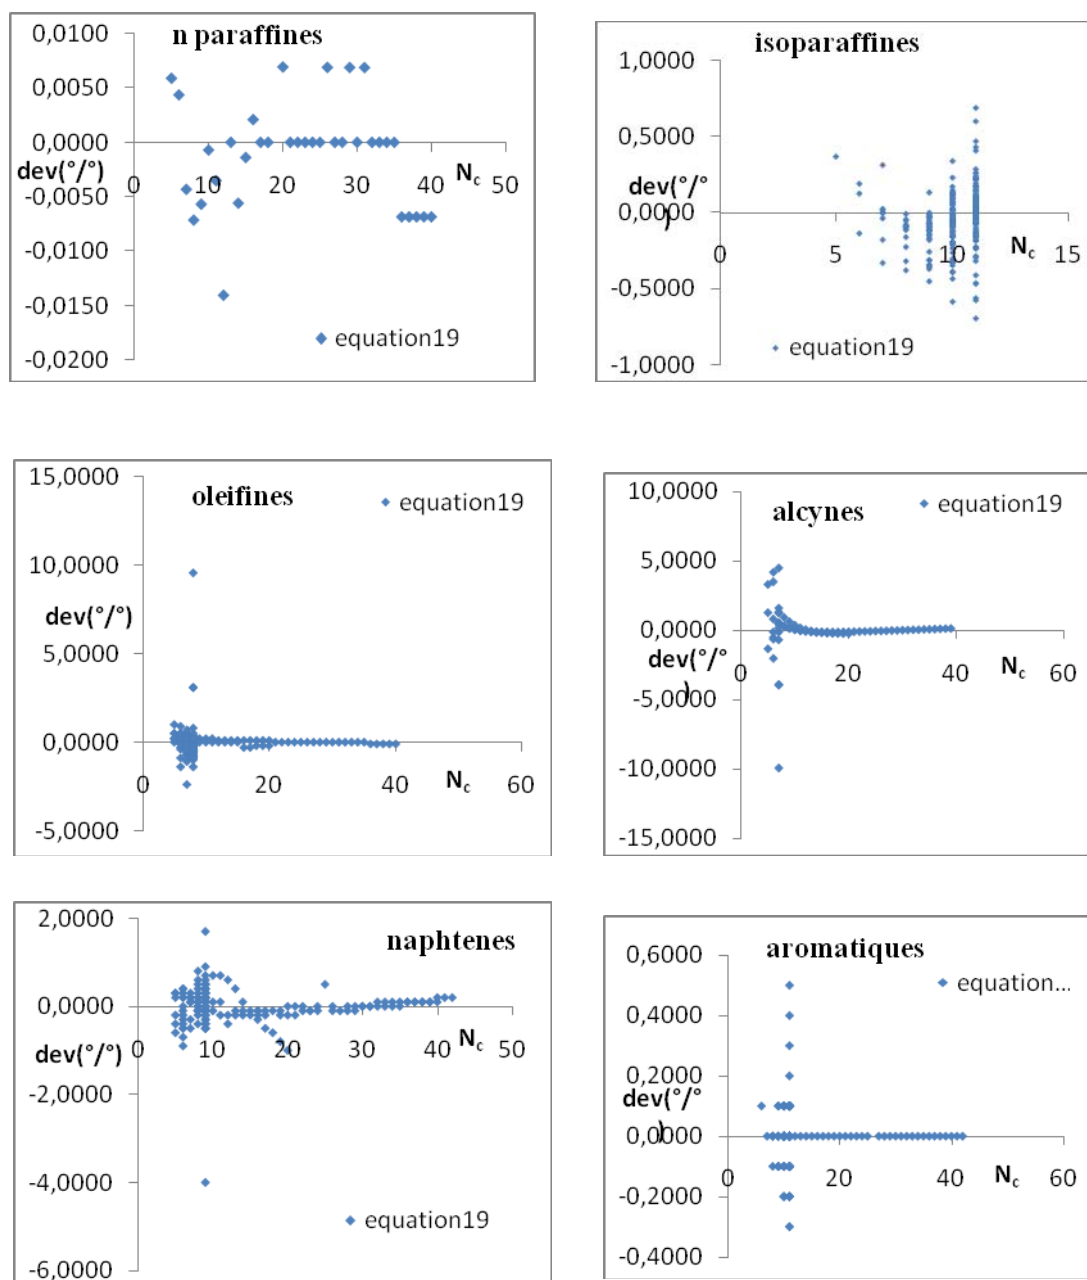 n paraffines
0,0100
0,0050
0,0000
-0,0050
-0,0100
-0,0150
-0,0200
dev(°/°)
0 10 20 30 40 50
N c
equation19
isoparaffines
1,0000
0,5000
0,0000
-0,5000
-1,0000
dev(°/°
)
0 5 10 15
N c
equation19
oleifines
15,0000
10,0000
5,0000
0,0000
-5,0000
dev(°/°)
0 20 40 60
N c
equation19
alcynes
10,0000
5,0000
0,0000
-5,0000
-10,0000
-15,0000
dev(°/°
)
0 20 40 60
N c
equation19
naphtenes
2,0000
0,0000
-2,0000
-4,0000
-6,0000
dev(°/°)
0 10 20 30 40 50
N c
equation19
aromatiques
0,6000
0,4000
0,2000
0,0000
-0,2000
-0,4000
dev(°/°
)
0 20 40 60
N c
equation...